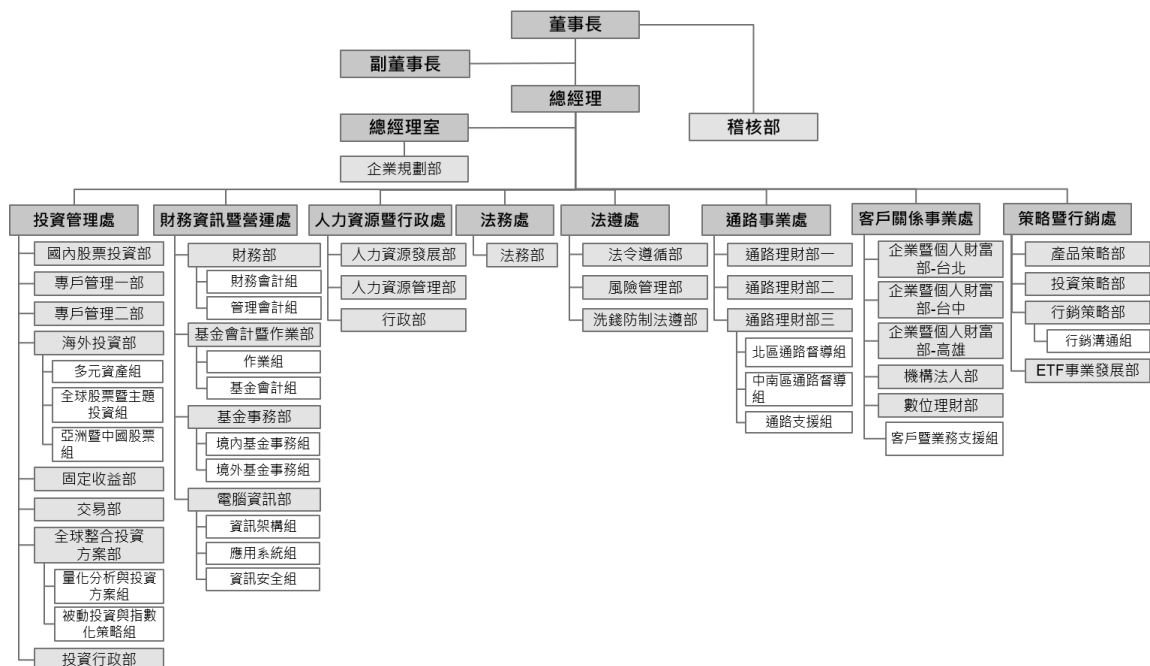 董事長
副董事長
總經理
總經理室
稽核部
企業規劃部
投資管理處
國內股票投資部
專戶管理一部
專戶管理二部
海外投資部
多元資產組
全球股票暨主題
投資組
亞洲暨中國股票
組
固定收益部
交易部
全球整合投資
方案部
量化分析與投資
方案組
被動投資與指數
化策略組
投資行政部
財務資訊暨營運處
財務部
財務會計組
管理會計組
基金會計暨作業部
作業組
基金會計組
基金事務部
境內基金事務組
境外基金事務組
電腦資訊部
資訊架構組
應用系統組
資訊安全組
人力資源暨行政處
人力資源發展部
人力資源管理部
行政部
法務處
法務部
法遵處
法令遵循部
風險管理部
洗錢防制法遵部
通路事業處
通路理財部一
通路理財部二
通路理財部三
北區通路督導組
中南區通路督導
組
通路支援組
客戶關係事業處
企業暨個人財富
部-台北
企業暨個人財富
部-台中
企業暨個人財富
部-高雄
機構法人部
數位理財部
客戶暨業務支援組
策略暨行銷處
產品策略部
投資策略部
行銷策略部
行銷溝通組
ETF事業發展部